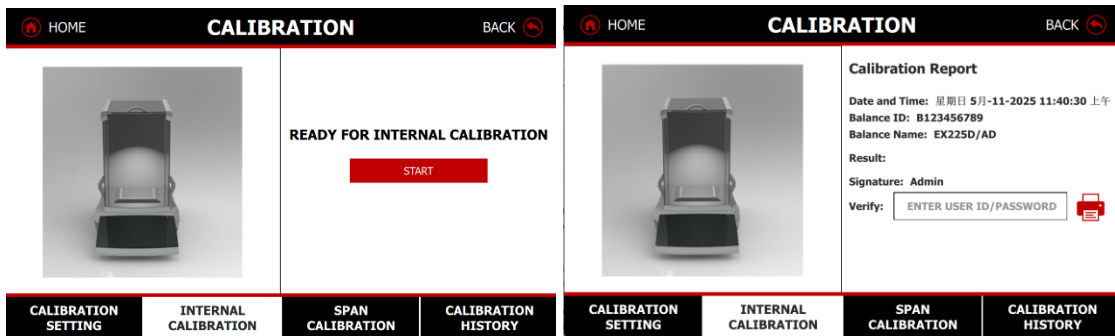 HOME CALIBRATION BACK
READY FOR INTERNAL CALIBRATION
START
CALIBRATION SETTING
INTERNAL CALIBRATION
SPAN CALIBRATION
CALIBRATION HISTORY
HOME CALIBRATION BACK
Calibration Report
Date and Time: 星期日 5月-11-2025 11:40:30 上午
Balance ID: B123456789
Balance Name: EX225D/AD
Result:
Signature: Admin
Verify: ENTER USER ID/PASSWORD
CALIBRATION SETTING
INTERNAL CALIBRATION
SPAN CALIBRATION
CALIBRATION HISTORY